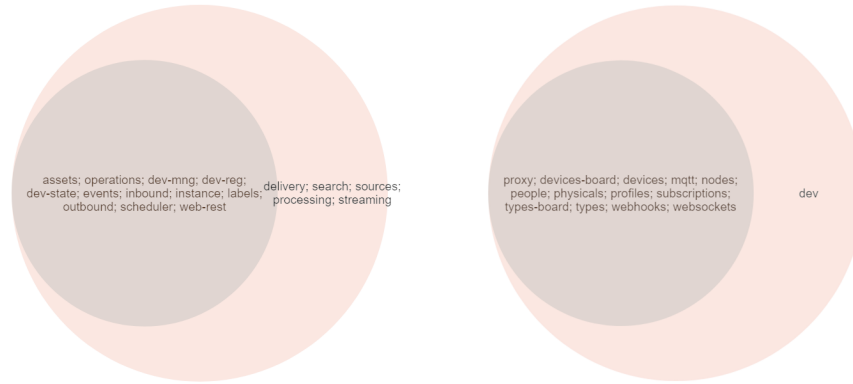 assets; operations; dev-mng; dev-reg;
dev-state; events; inbound; instance; labels;
outbound; scheduler; web-rest
delivery; search; sources;
processing; streaming
proxy; devices-board; devices; mqtt; nodes;
people; physicals; profiles; subscriptions;
types-board; types; webhooks; websockets
dev